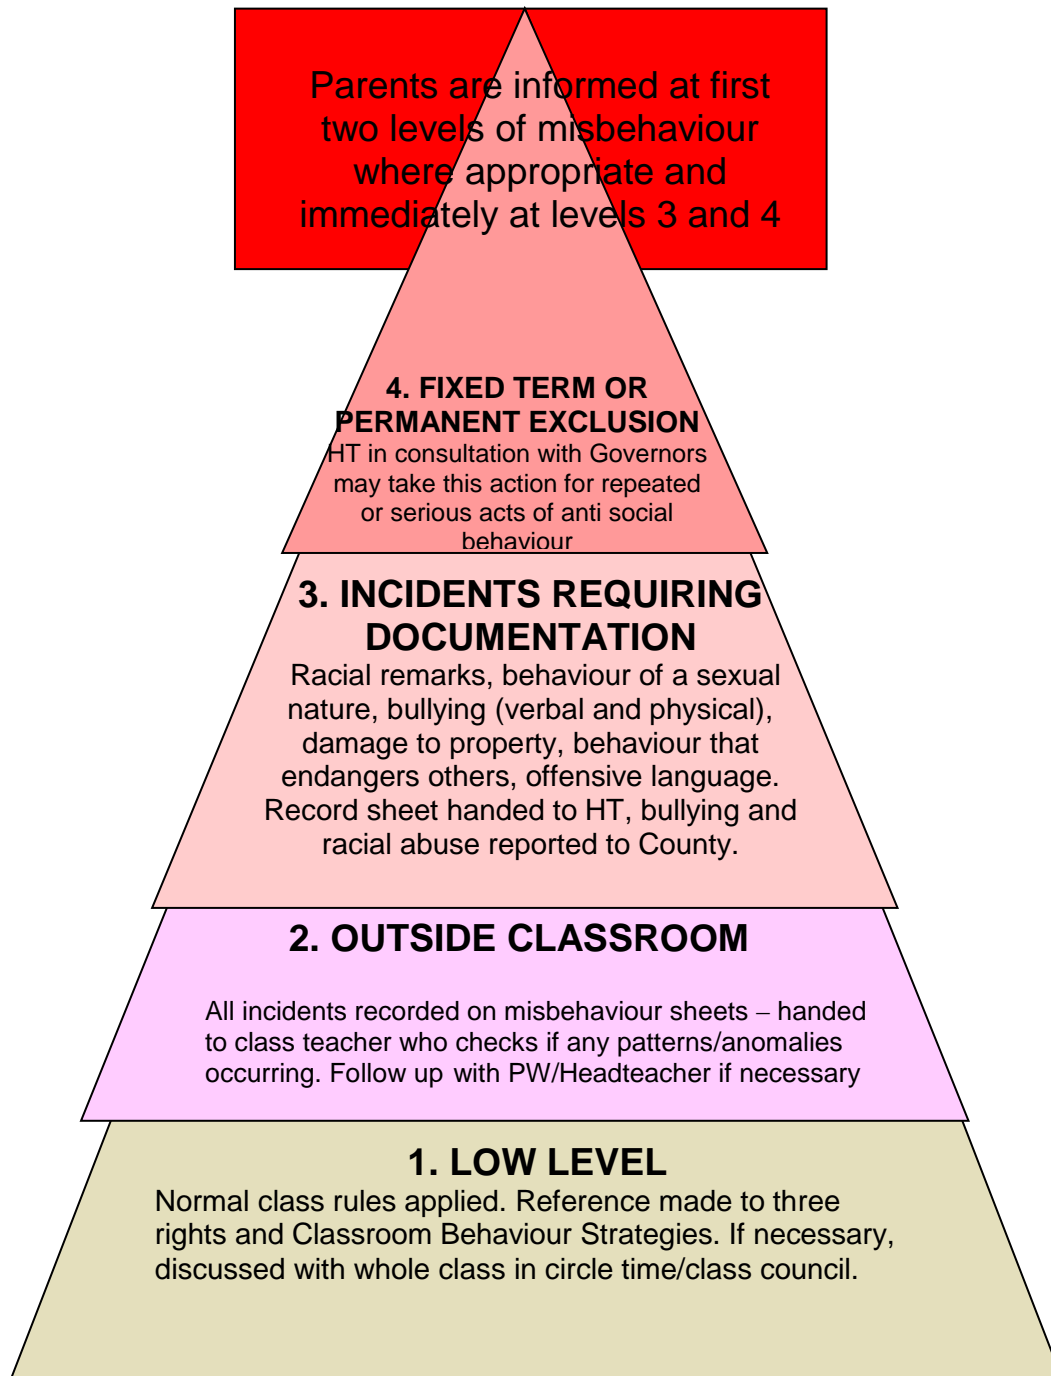 Parents are informed at first
two levels of misbehaviour
where appropriate and
immediately at levels 3 and 4
4. FIXED TERM OR
PERMANENT EXCLUSION
HT in consultation with Governors
may take this action for repeated
or serious acts of anti social
behaviour
3. INCIDENTS REQUIRING
DOCUMENTATION
Racial remarks, behaviour of a sexual
nature, bullying (verbal and physical),
damage to property, behaviour that
endangers others, offensive language.
Record sheet handed to HT, bullying and
racial abuse reported to County.
2. OUTSIDE CLASSROOM
All incidents recorded on misbehaviour sheets – handed
to class teacher who checks if any patterns/anomalies
occurring. Follow up with PW/Headteacher if necessary
1. LOW LEVEL
Normal class rules applied. Reference made to three
rights and Classroom Behaviour Strategies. If necessary,
discussed with whole class in circle time/class council.